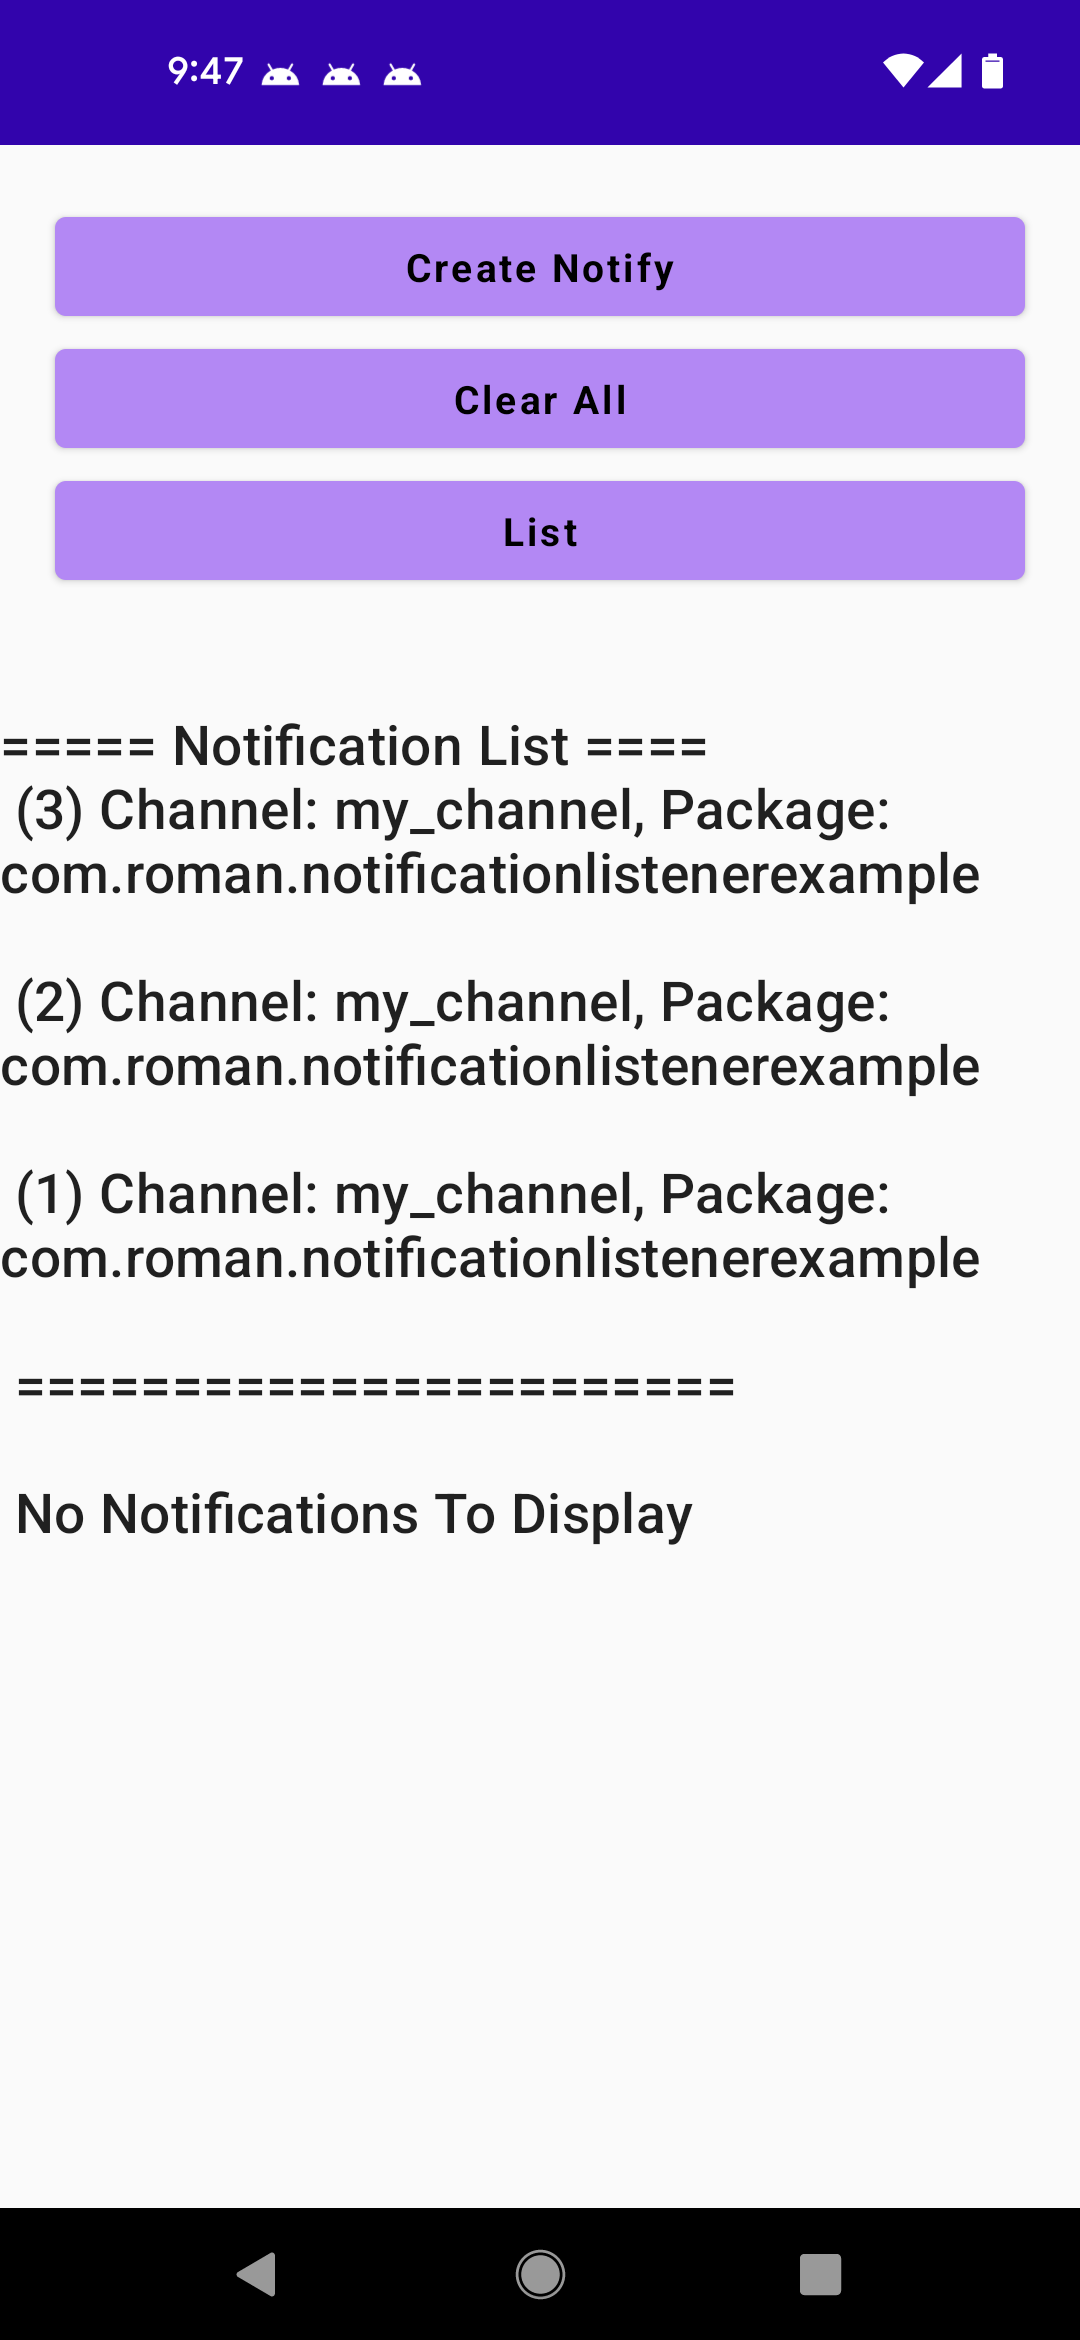 9:47
Create Notify
Clear All
List
===== Notification List ====
(3) Channel: my_channel, Package:
com.roman.notificationlistenerexample
(2) Channel: my_channel, Package:
com.roman.notificationlistenerexample
(1) Channel: my_channel, Package:
com.roman.notificationlistenerexample
=======================
No Notifications To Display